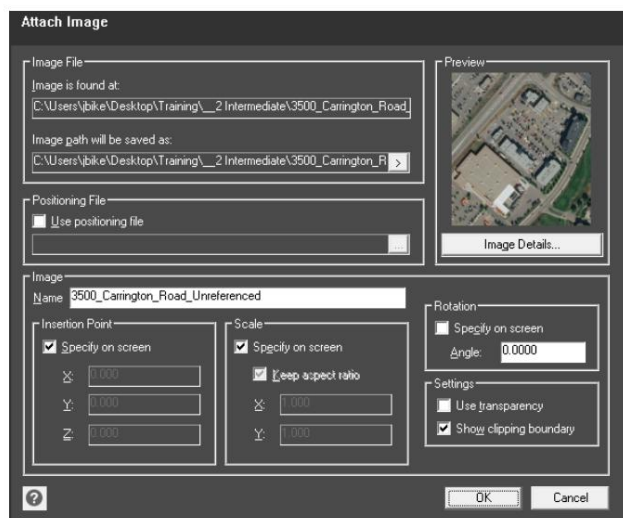 Attach Image
Image File
Image is found at:
C:\Users\jbike\Desktop\Training\__2 Intermediate\3500_Carrington_Road_
Image path will be saved as:
C:\Users\jbike\Desktop\Training\__2 Intermediate\3500_Carrington_R >
Positioning File
Use positioning file
...
Preview
Image Details...
Image
Name 3500_Carrington_Road_Unreferenced
Insertion Point
Specify on screen
X: 0.000
Y: 0.000
Z: 0.000
Scale
Specify on screen
Keep aspect ratio
X: 1.000
Y: 1.000
Rotation
Specify on screen
Angle: 0.0000
Settings
Use transparency
Show clipping boundary
?
OK Cancel